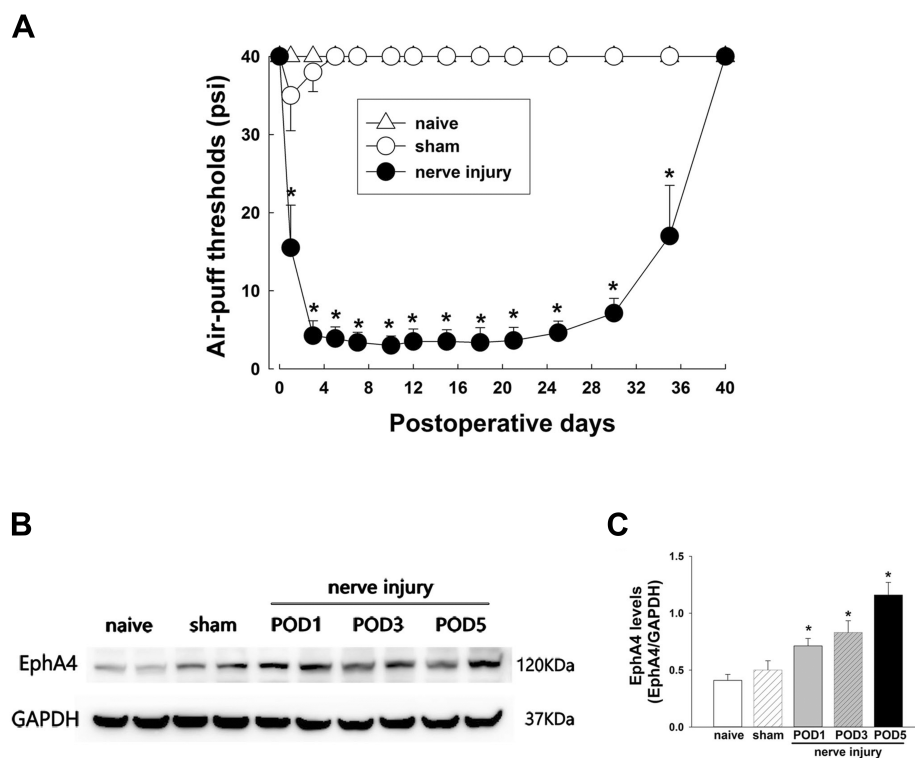 A
Air-puff thresholds (psi)
40
30
20
10
0
naive
sham
nerve injury
*
* * * * * * * * * * *
*
0 4 8 12 16 20 24 28 32 36 40
Postoperative days
B
nerve injury
naive sham POD1 POD3 POD5
EphA4 120KDa
GAPDH 37KDa
C
EphA4 levels
(EphA4/GAPDH)
1.5
1.0
0.5
0.0
* * *
naive sham POD1 POD3 POD5
nerve injury